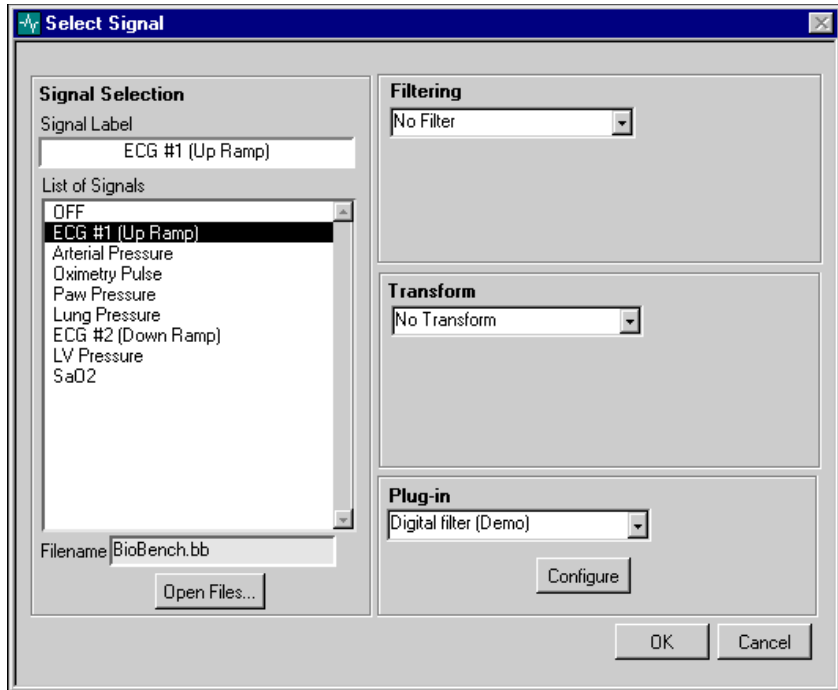 Select Signal
Signal Selection
Signal Label
ECG #1 (Up Ramp)
List of Signals
OFF
ECG #1 (Up Ramp)
Arterial Pressure
Oximetry Pulse
Paw Pressure
Lung Pressure
ECG #2 (Down Ramp)
LV Pressure
SaO2
Filename BioBench.bb
Open Files...
Filtering
No Filter
Transform
No Transform
Plug-in
Digital filter (Demo)
Configure
OK Cancel